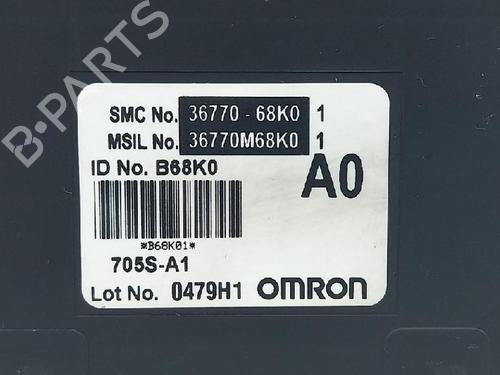 B-PARTS
SMC No. 36770 - 68K0 1
MSIL No. 36770M68K0 1
ID No. B68K0
A0
*B68K01*
705S-A1
Lot No. 0479H1 OMRON